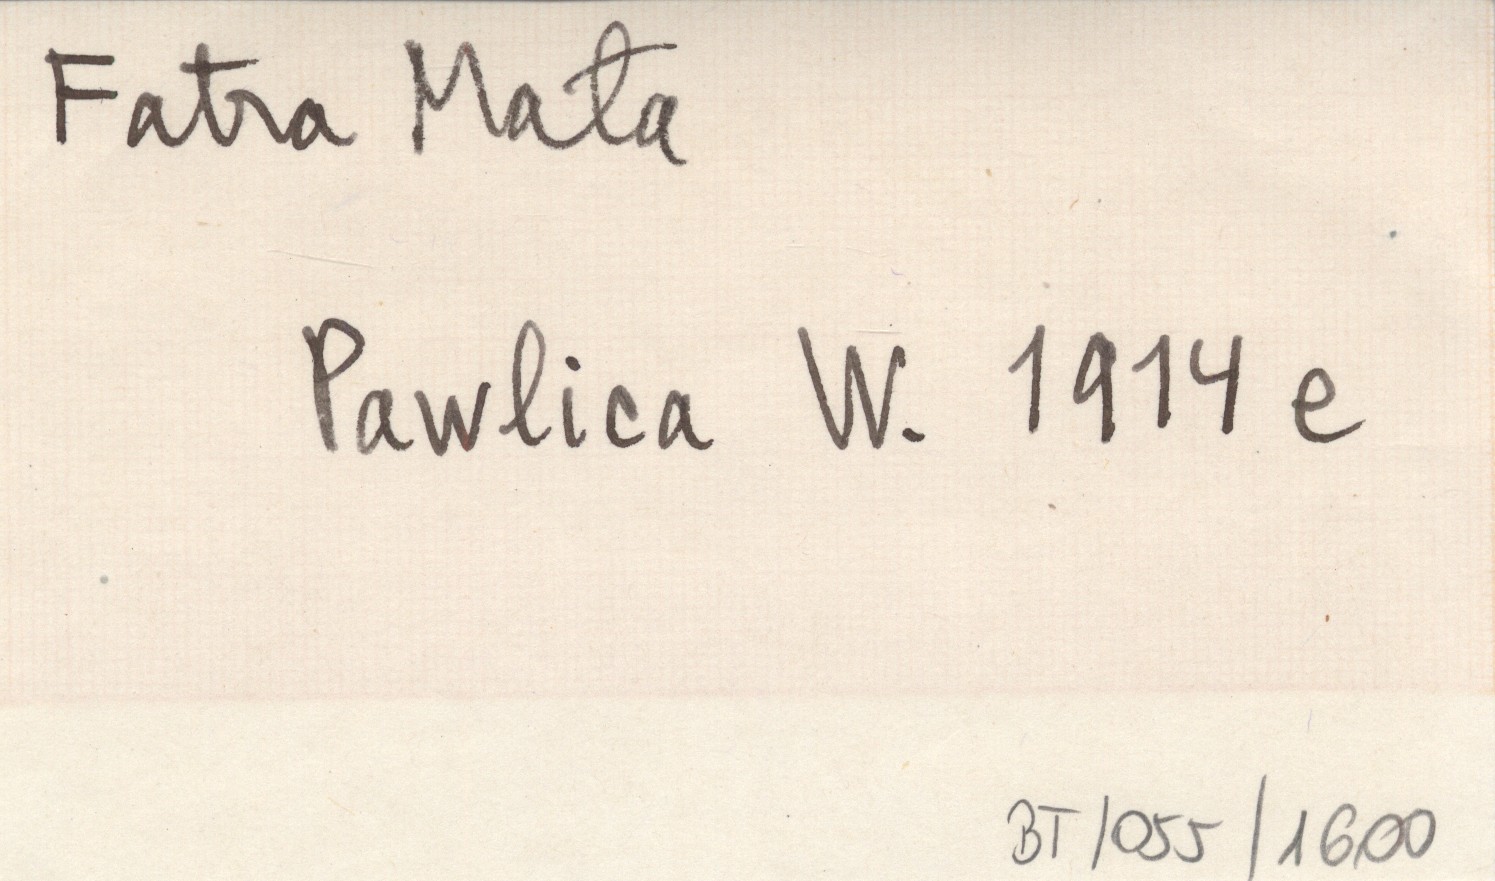 Fatra Mała
Pawlica W. 1914 e
BT/055/1600